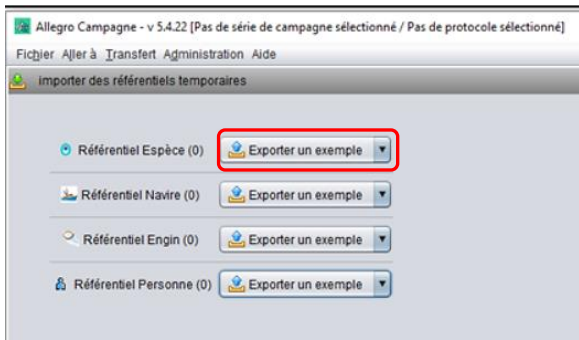 Allegro Campagne - v 5.4.22 [Pas de série de campagne sélectionné / Pas de protocole sélectionné]
Fichier Aller à Transfert Administration Aide
importer des référentiels temporaires
Référentiel Espèce (0) Exporter un exemple
Référentiel Navire (0) Exporter un exemple
Référentiel Engin (0) Exporter un exemple
Référentiel Personne (0) Exporter un exemple